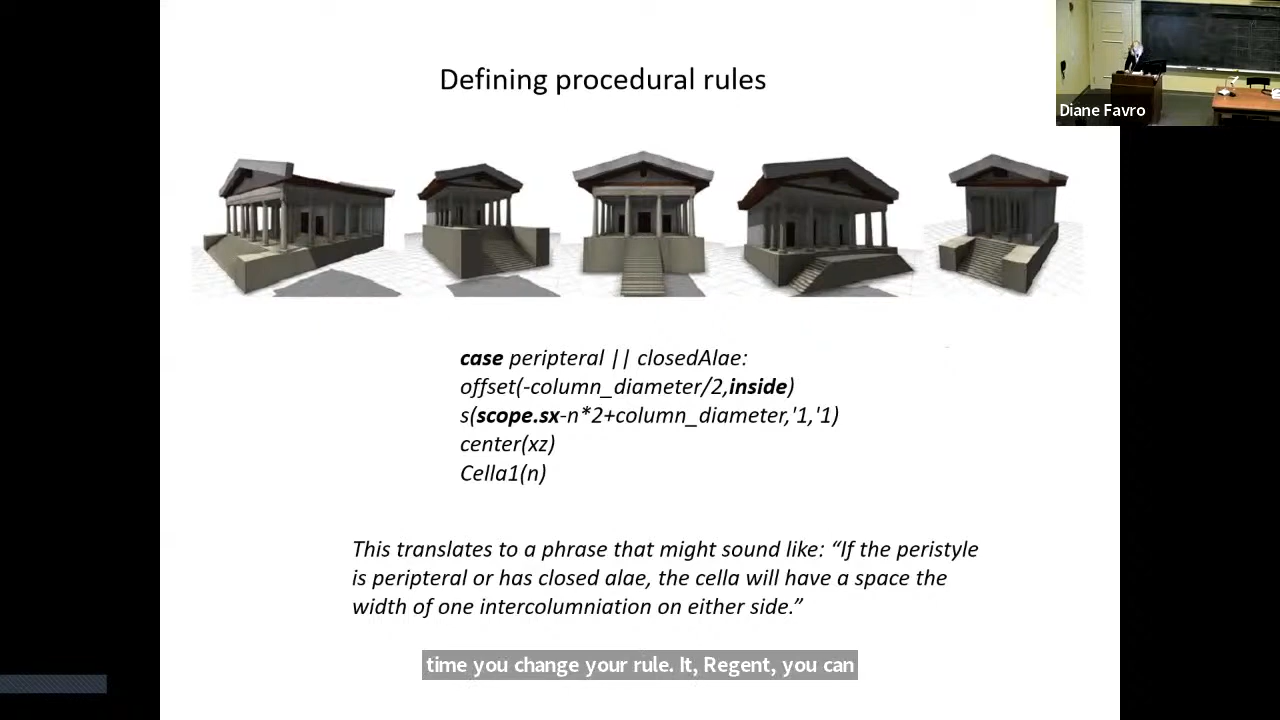 Defining procedural rules
Diane Favro
case peripteral || closedAlae:
offset(-column_diameter/2,inside)
s(scope.sx-n*2+column_diameter,'1,'1)
center(xz)
Cella1(n)
This translates to a phrase that might sound like: “If the peristyle
is peripteral or has closed alae, the cella will have a space the
width of one intercolumniation on either side.”
time you change your rule. It, Regent, you can